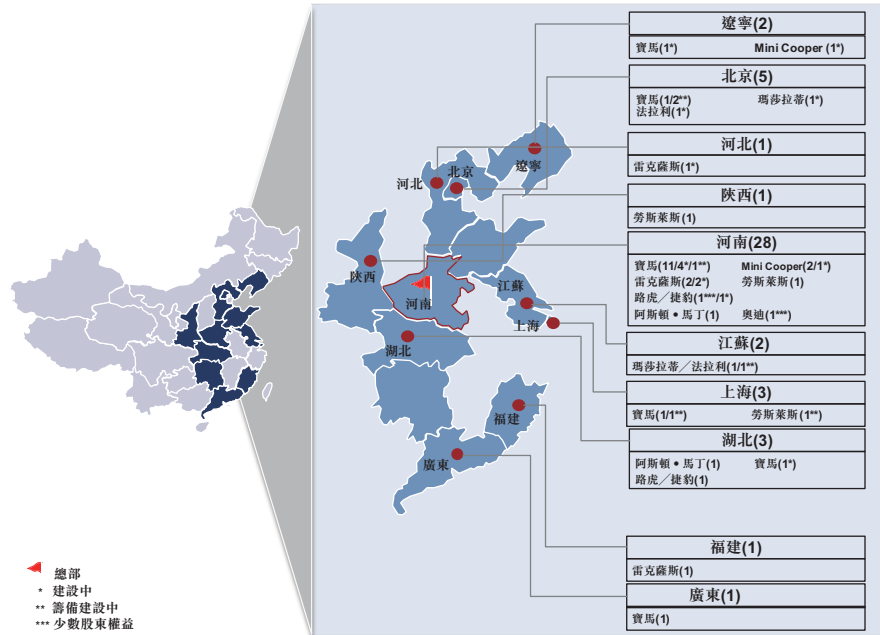 遼寧(2)
寶馬(1*) Mini Cooper (1*)
北京(5)
寶馬(1/2**) 瑪莎拉蒂(1*)
法拉利(1*)
河北(1)
雷克薩斯(1*)
陝西(1)
勞斯萊斯(1)
河南(28)
寶馬(11/4*/1**) Mini Cooper(2/1*)
雷克薩斯(2/2*) 勞斯萊斯(1)
路虎／捷豹(1***/1*)
阿斯頓•馬丁(1) 奧迪(1***)
江蘇(2)
瑪莎拉蒂／法拉利(1/1**)
上海(3)
寶馬(1/1**) 勞斯萊斯(1**)
湖北(3)
阿斯頓•馬丁(1) 寶馬(1*)
路虎／捷豹(1)
福建(1)
雷克薩斯(1)
廣東(1)
寶馬(1)
遼寧
北京
河北
陝西
河南
江蘇
上海
湖北
福建
廣東
總部
* 建設中
** 籌備建設中
*** 少數股東權益